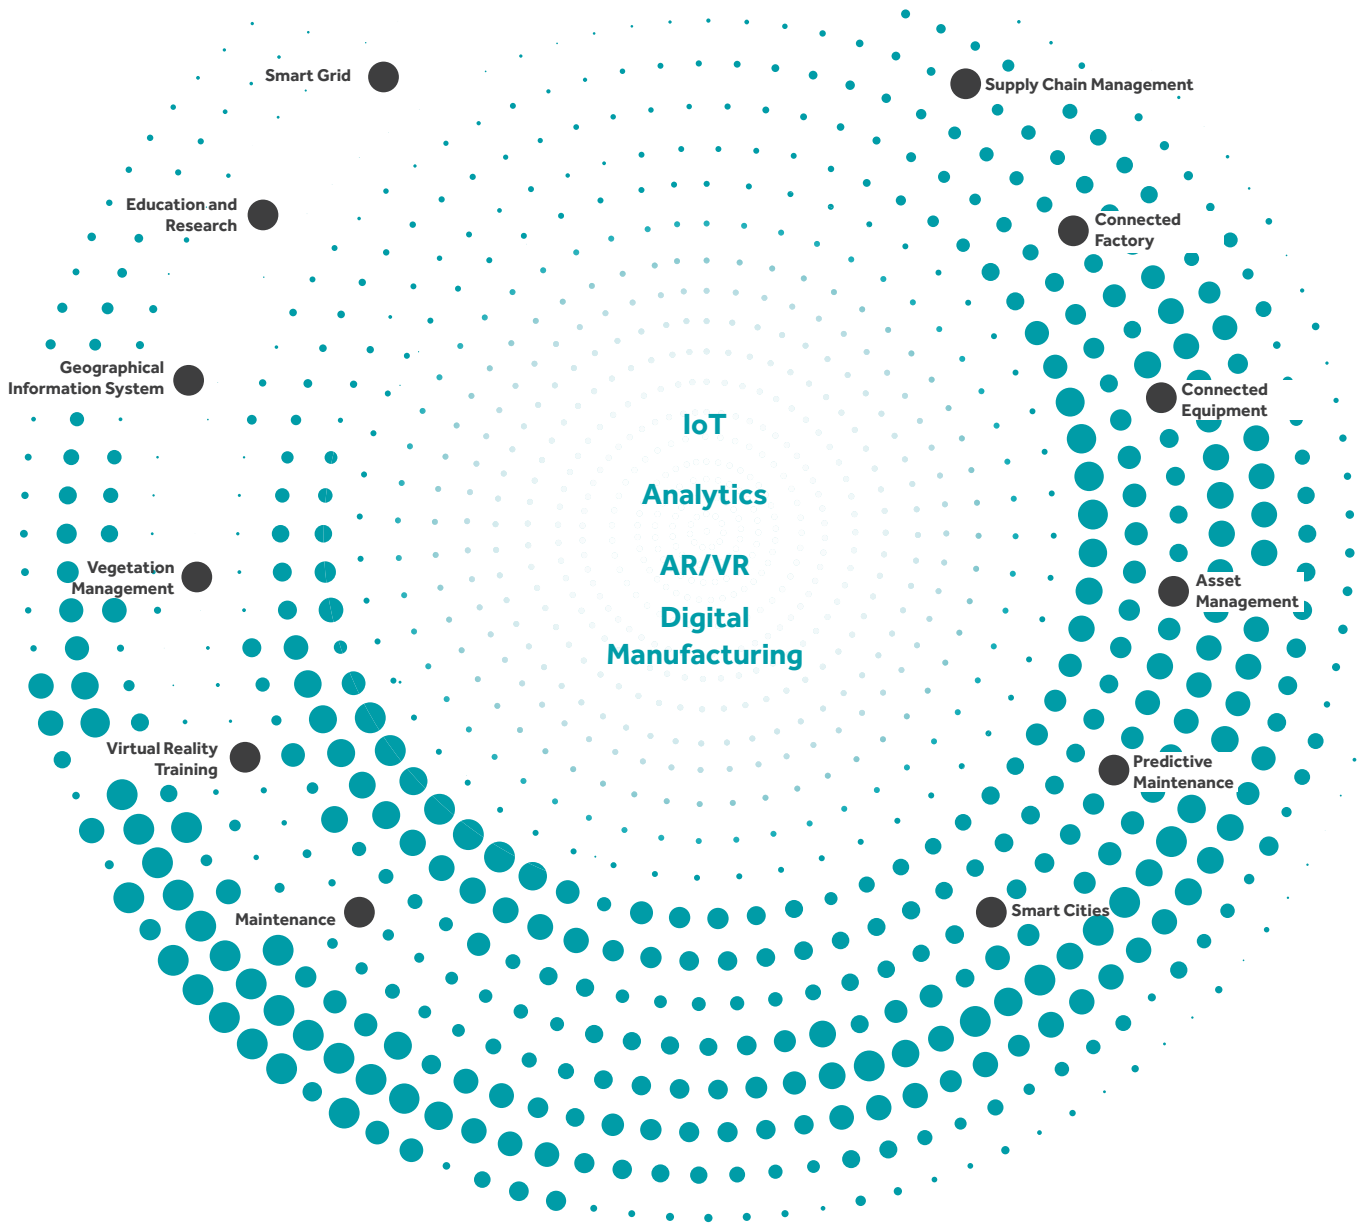 Smart Grid
Supply Chain Management
Education and
Research
Connected
Factory
Geographical
Information System
Connected
Equipment
IoT
Analytics
AR/VR
Digital
Manufacturing
Vegetation
Management
Asset
Management
Virtual Reality
Training
Predictive
Maintenance
Maintenance
Smart Cities